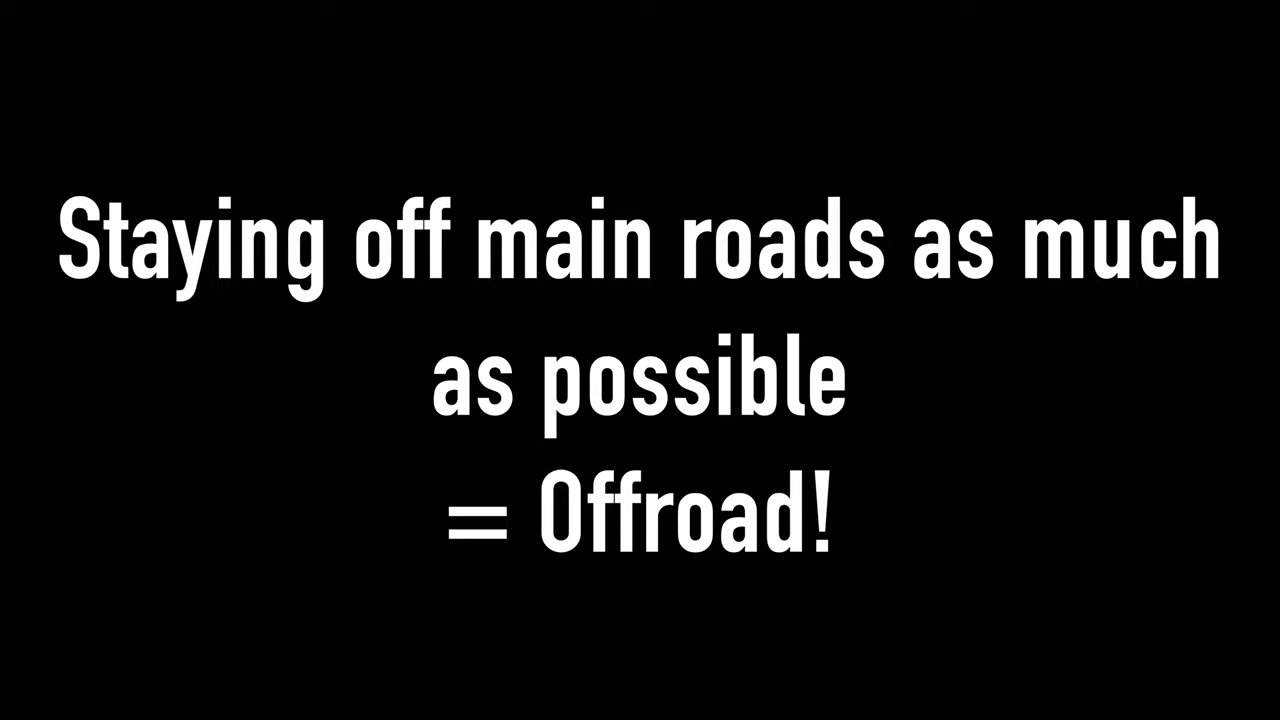 Staying off main roads as much
as possible
= Offroad!